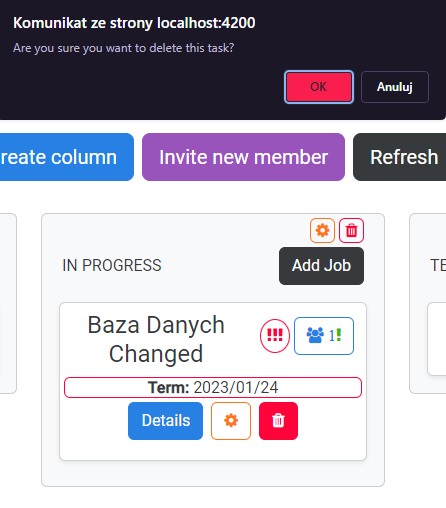 Komunikat ze strony localhost:4200
Are you sure you want to delete this task?
OK
Anuluj
reate column
Invite new member
Refresh
IN PROGRESS
Add Job
TE
Baza Danych
Changed
!!!
1!
Term: 2023/01/24
Details